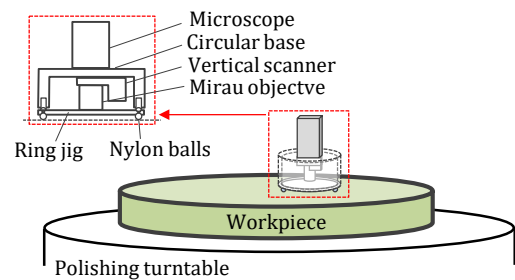 Microscope
Circular base
Vertical scanner
Mirau objectve
Ring jig
Nylon balls
Workpiece
Polishing turntable